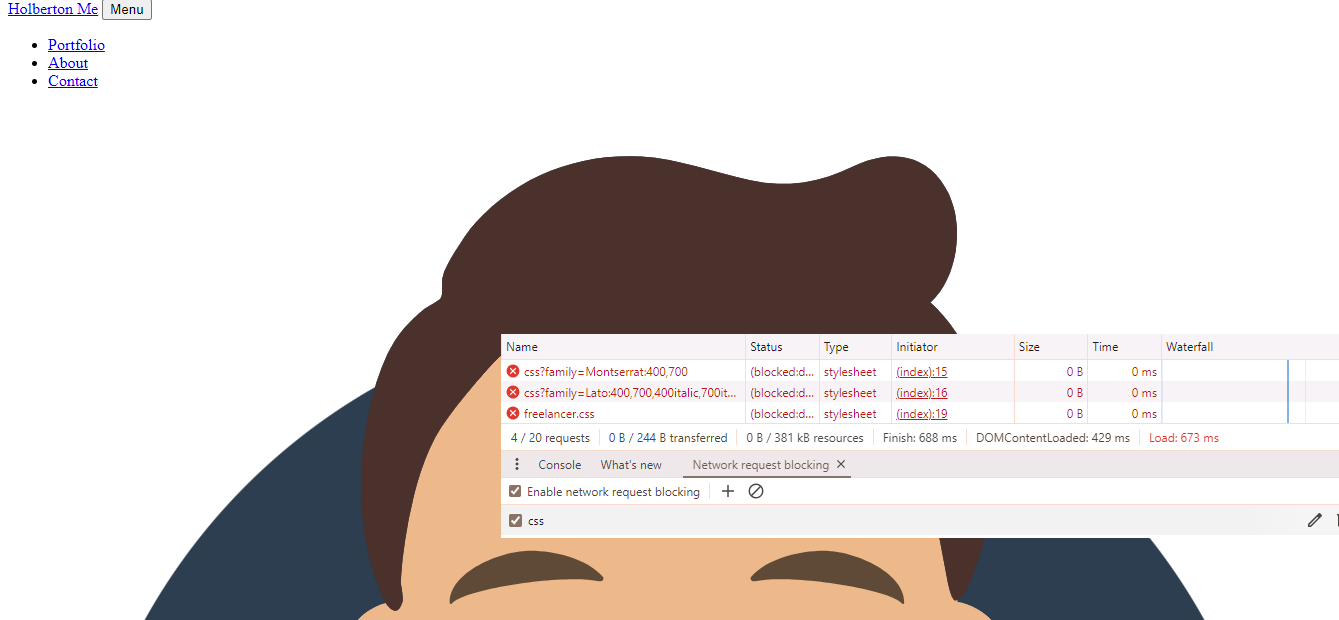 Holberton Me Menu
Portfolio
About
Contact
Name Status Type Initiator Size Time Waterfall
css?family=Montserrat:400,700 (blocked:d... stylesheet (index):15 0 B 0 ms
css?family=Lato:400,700,400italic,700it... (blocked:d... stylesheet (index):16 0 B 0 ms
freelancer.css (blocked:d... stylesheet (index):19 0 B 0 ms
4 / 20 requests 0 B / 244 B transferred 0 B / 381 kB resources Finish: 688 ms DOMContentLoaded: 429 ms Load: 673 ms
Console What's new Network request blocking
Enable network request blocking
css